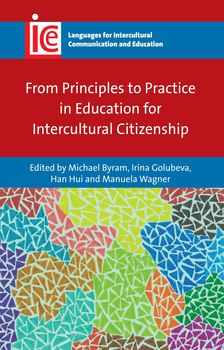 ice
Languages for Intercultural
Communication and Education
From Principles to Practice
in Education for
Intercultural Citizenship
Edited by Michael Byram, Irina Golubeva,
Han Hui and Manuela Wagner